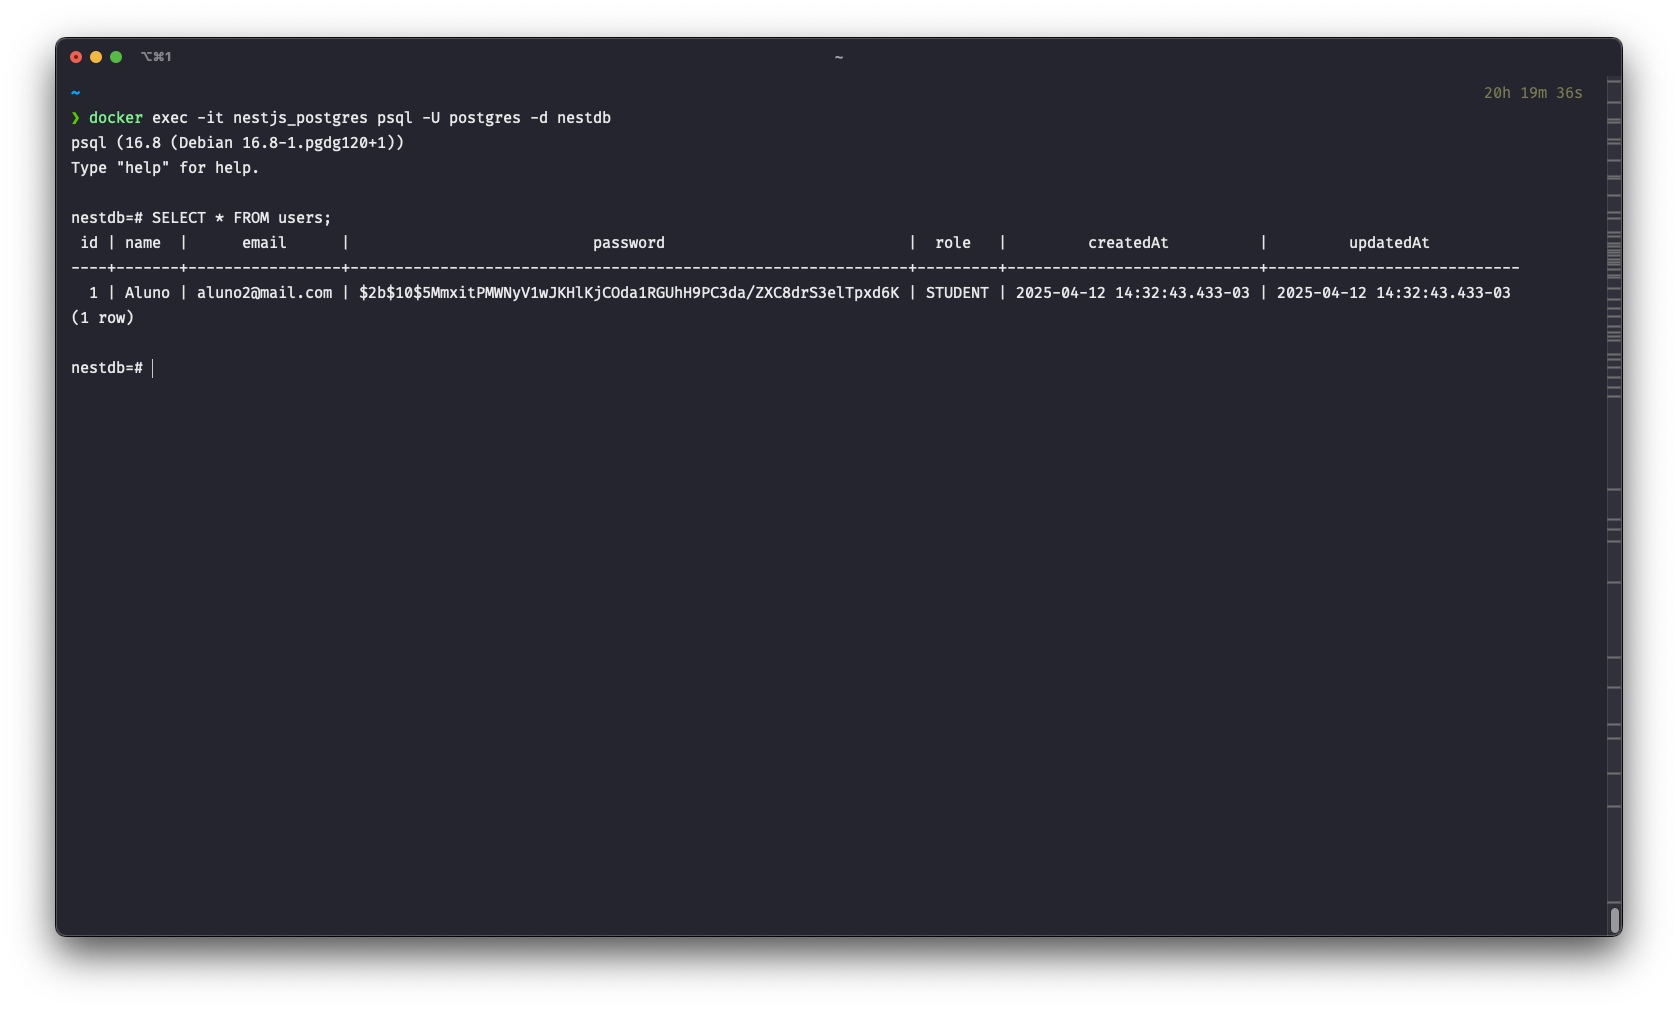 ⌥⌘1
~
~ 20h 19m 36s
❯ docker exec -it nestjs_postgres psql -U postgres -d nestdb
psql (16.8 (Debian 16.8-1.pgdg120+1))
Type "help" for help.
nestdb=# SELECT * FROM users;
 id | name  |      email      |                           password                           |  role   |         createdAt          |         updatedAt
----+-------+-----------------+--------------------------------------------------------------+---------+----------------------------+----------------------------
  1 | Aluno | aluno2@mail.com | $2b$10$5MmxitPMWNyV1wJKHlKjCOda1RGUhH9PC3da/ZXC8drS3elTpxd6K | STUDENT | 2025-04-12 14:32:43.433-03 | 2025-04-12 14:32:43.433-03
(1 row)
nestdb=#